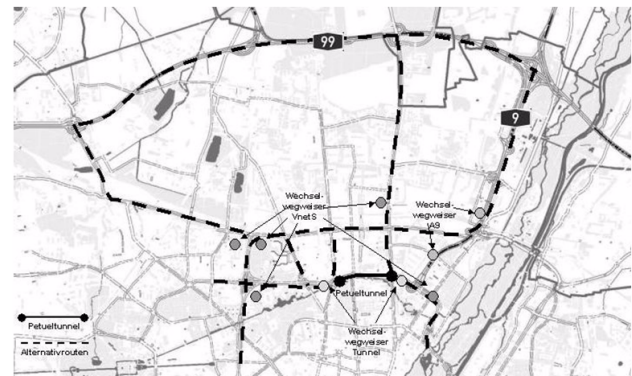 99
9
Wechsel-
wegweiser
VnetS
Wechsel-
wegweiser
A9
Petueltunnel
Wechsel-
wegweiser
Tunnel
Petueltunnel
Alternativrouten